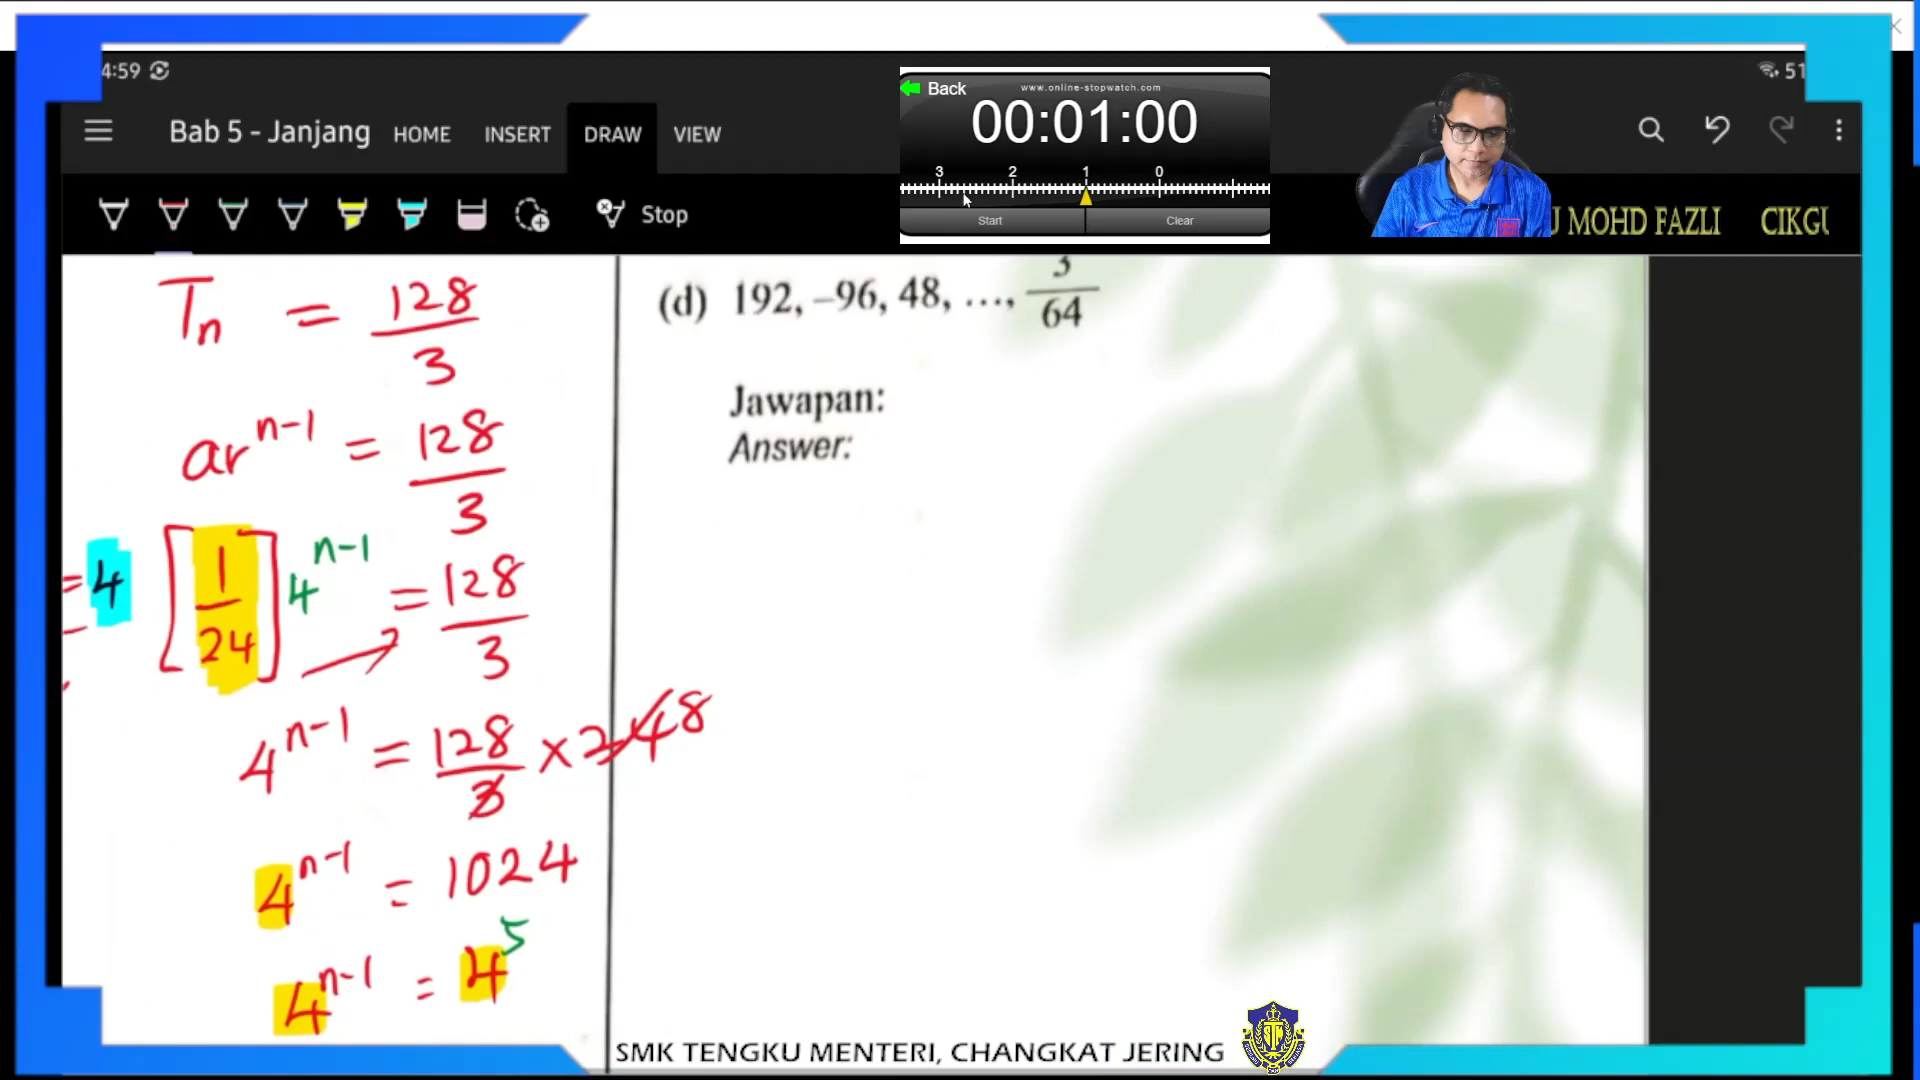 4:59
51
Back
www.online-stopwatch.com
00:01:00
3 2 1 0
Start Clear
Bab 5 - Janjang HOME INSERT DRAW VIEW
Stop
J MOHD FAZLI CIKGU
Tn = 128/3
ar^n-1 = 128/3
= 4 [1/24] 4^n-1 = 128/3
4^n-1 = 128/3 × 24 8
4^n-1 = 1024
4^n-1 = 4^5
(d) 192, –96, 48, …, 3/64
Jawapan:
Answer:
SMK TENGKU MENTERI, CHANGKAT JERING